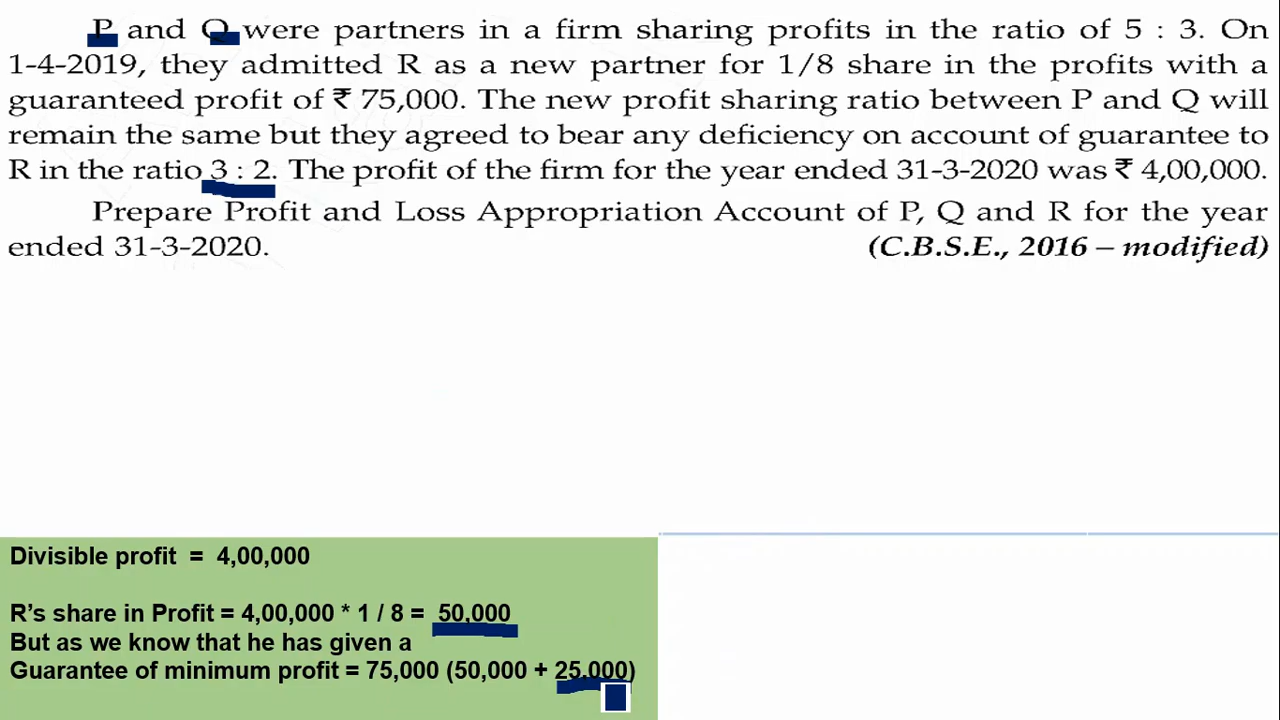 P and Q were partners in a firm sharing profits in the ratio of 5 : 3. On
1-4-2019, they admitted R as a new partner for 1/8 share in the profits with a
guaranteed profit of ₹ 75,000. The new profit sharing ratio between P and Q will
remain the same but they agreed to bear any deficiency on account of guarantee to
R in the ratio 3 : 2. The profit of the firm for the year ended 31-3-2020 was ₹ 4,00,000.
Prepare Profit and Loss Appropriation Account of P, Q and R for the year
ended 31-3-2020. (C.B.S.E., 2016 – modified)
Divisible profit = 4,00,000
R's share in Profit = 4,00,000 * 1 / 8 = 50,000
But as we know that he has given a
Guarantee of minimum profit = 75,000 (50,000 + 25,000)